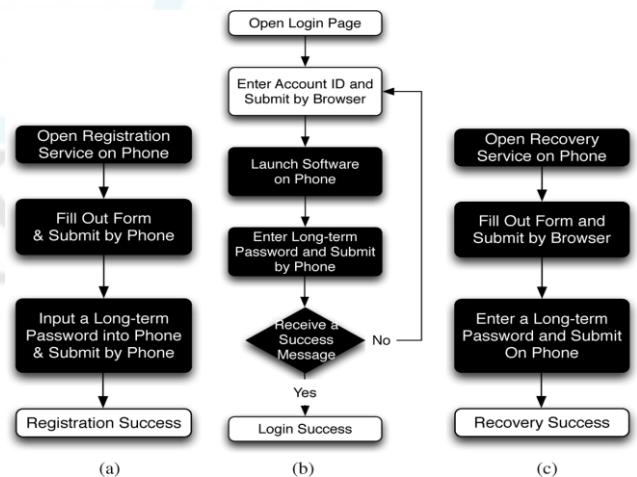 Open Registration
Service on Phone
Fill Out Form
& Submit by Phone
Input a Long-term
Password into Phone
& Submit by Phone
Registration Success
(a)
Open Login Page
Enter Account ID and
Submit by Browser
Launch Software
on Phone
Enter Long-term
Password and Submit
by Phone
Receive a
Success
Message
No
Yes
Login Success
(b)
Open Recovery
Service on Phone
Fill Out Form and
Submit by Browser
Enter a Long-term
Password and Submit
On Phone
Recovery Success
(c)